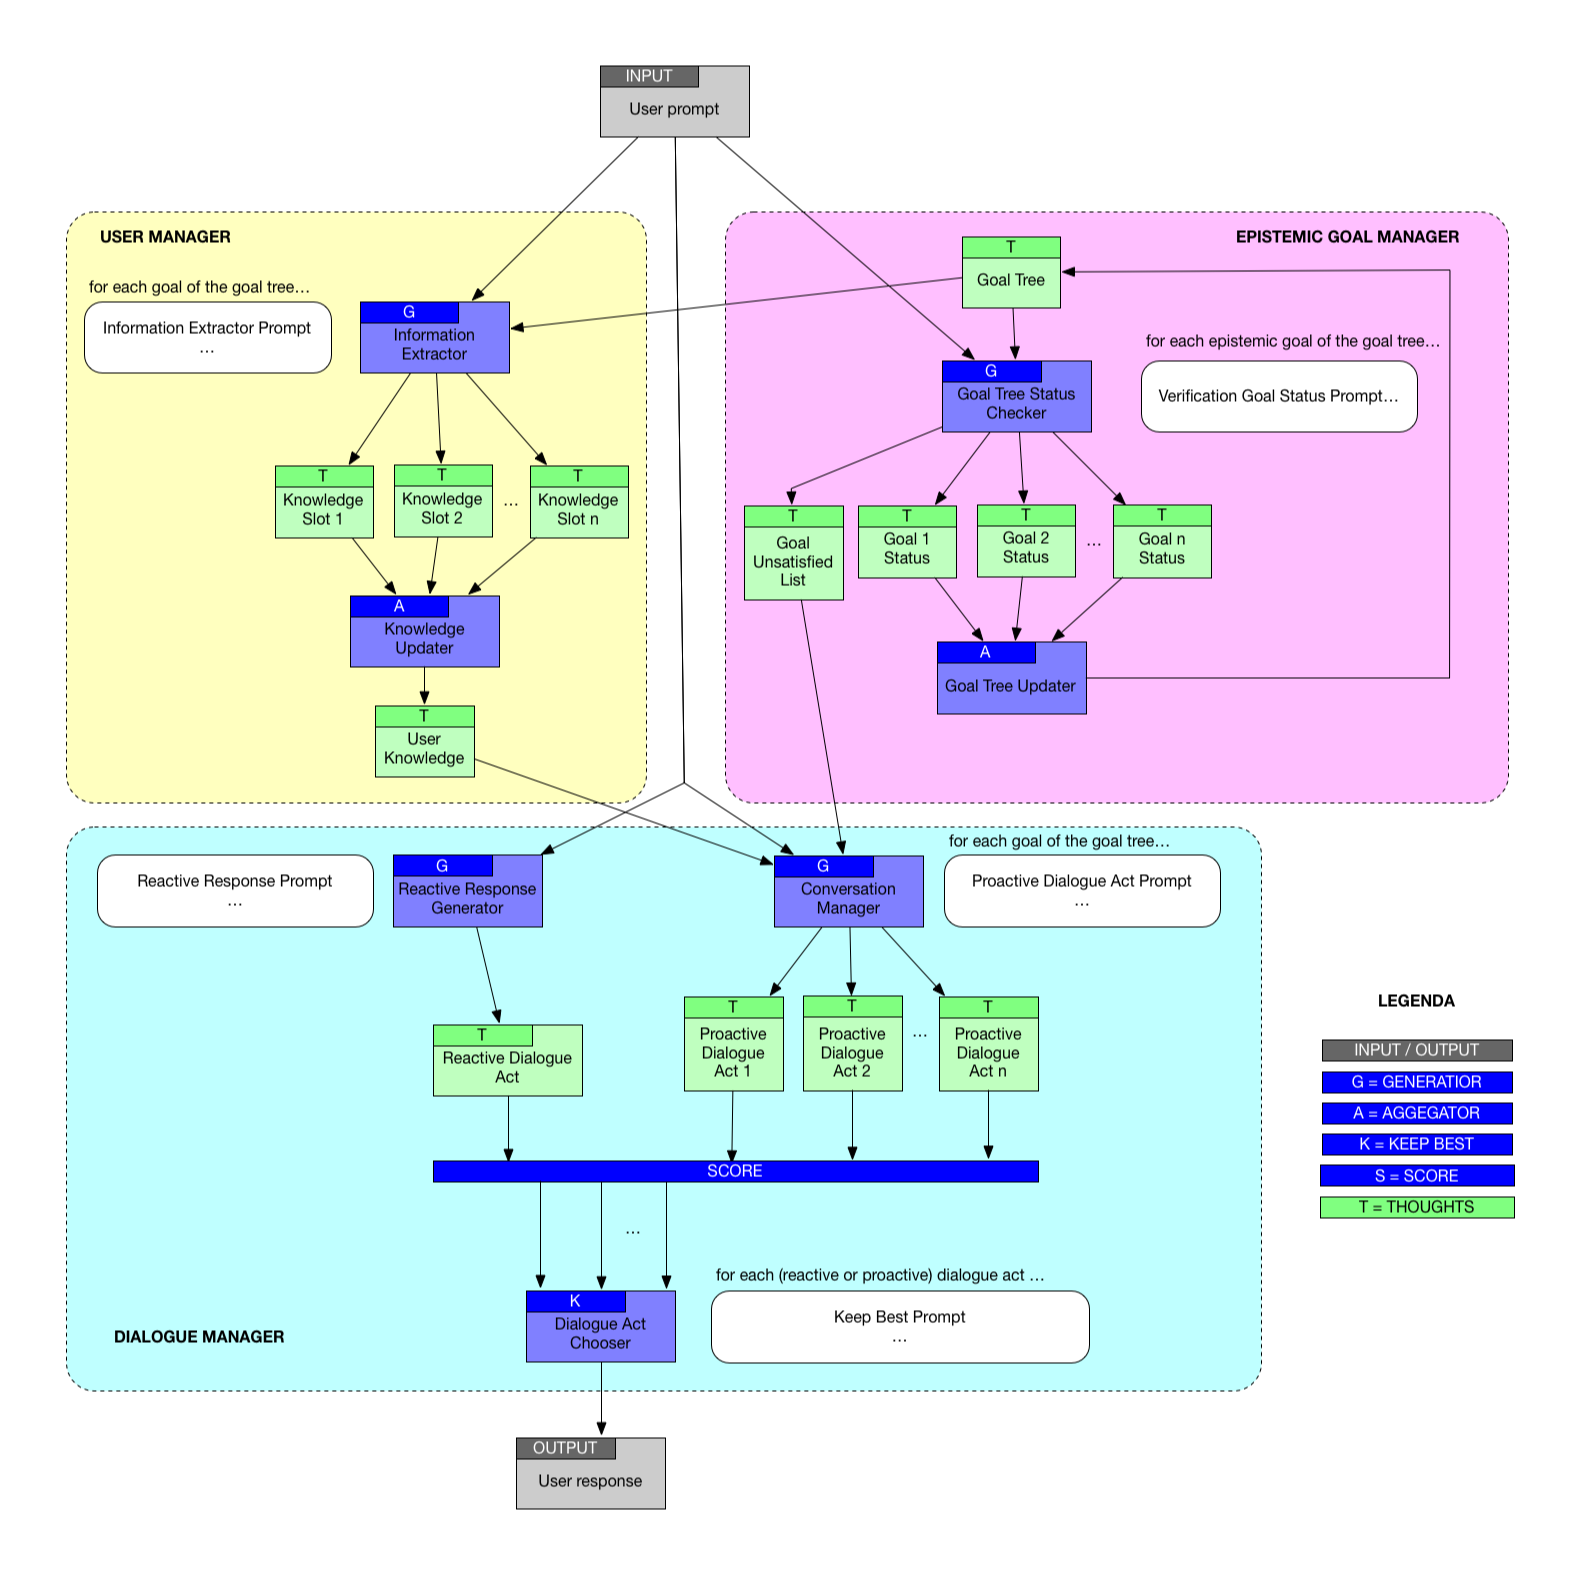 INPUT
User prompt
USER MANAGER
for each goal of the goal tree...
Information Extractor Prompt
...
G
Information
Extractor
T
Knowledge
Slot 1
T
Knowledge
Slot 2
...
T
Knowledge
Slot n
A
Knowledge
Updater
T
User
Knowledge
EPISTEMIC GOAL MANAGER
T
Goal Tree
for each epistemic goal of the goal tree...
Verification Goal Status Prompt...
G
Goal Tree Status
Checker
T
Goal
Unsatisfied
List
T
Goal 1
Status
T
Goal 2
Status
...
T
Goal n
Status
A
Goal Tree Updater
Reactive Response Prompt
...
G
Reactive Response
Generator
G
Conversation
Manager
for each goal of the goal tree...
Proactive Dialogue Act Prompt
...
T
Reactive Dialogue
Act
T
Proactive
Dialogue
Act 1
T
Proactive
Dialogue
Act 2
...
T
Proactive
Dialogue
Act n
SCORE
...
K
Dialogue Act
Chooser
for each (reactive or proactive) dialogue act ...
Keep Best Prompt
...
DIALOGUE MANAGER
OUTPUT
User response
LEGENDA
INPUT / OUTPUT
G = GENERATIOR
A = AGGEGATOR
K = KEEP BEST
S = SCORE
T = THOUGHTS